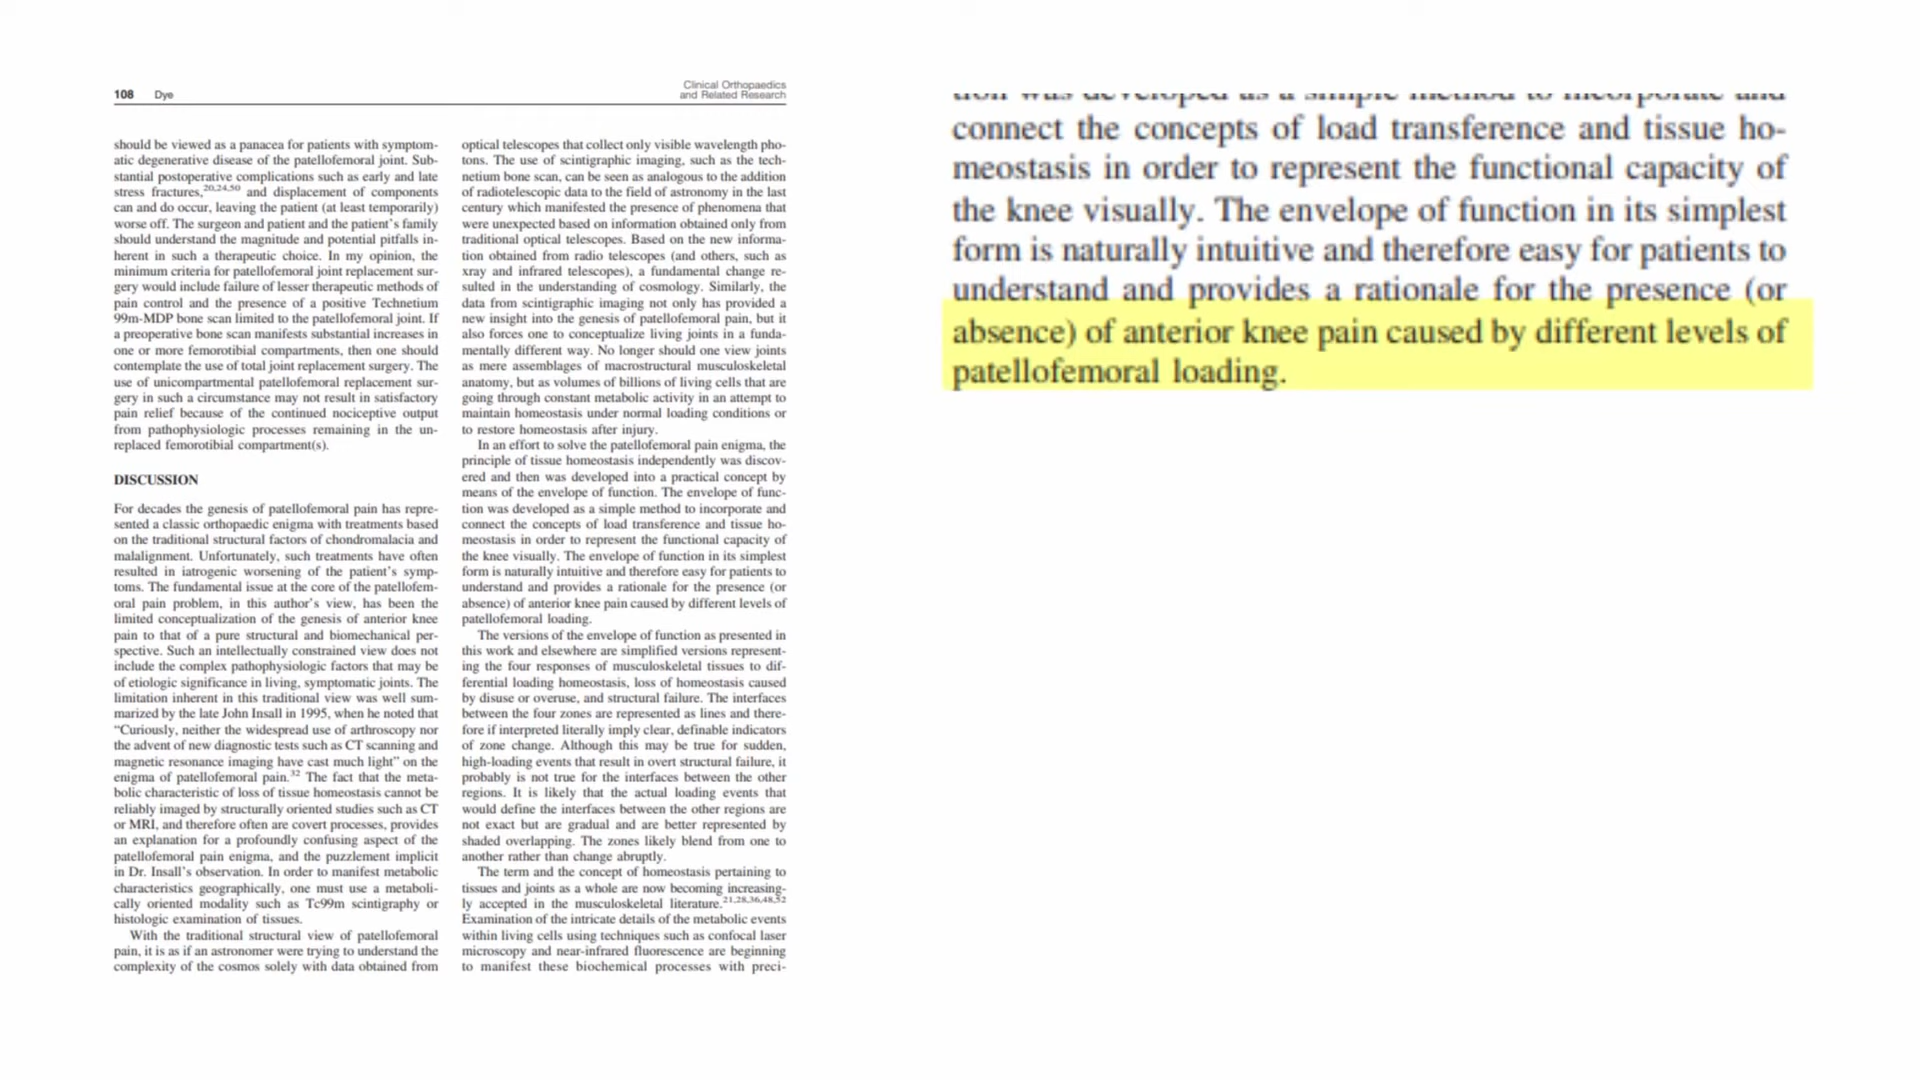 108 Dye
Clinical Orthopaedics
and Related Research
should be viewed as a panacea for patients with symptom-
atic degenerative disease of the patellofemoral joint. Sub-
stantial postoperative complications such as early and late
stress fractures,20,24,50 and displacement of components
can and do occur, leaving the patient (at least temporarily)
worse off. The surgeon and patient and the patient's family
should understand the magnitude and potential pitfalls in-
herent in such a therapeutic choice. In my opinion, the
minimum criteria for patellofemoral joint replacement sur-
gery would include failure of lesser therapeutic methods of
pain control and the presence of a positive Technetium
99m-MDP bone scan limited to the patellofemoral joint. If
a preoperative bone scan manifests substantial increases in
one or more femorotibial compartments, then one should
contemplate the use of total joint replacement surgery. The
use of unicompartmental patellofemoral replacement sur-
gery in such a circumstance may not result in satisfactory
pain relief because of the continued nociceptive output
from pathophysiologic processes remaining in the un-
replaced femorotibial compartment(s).
DISCUSSION
For decades the genesis of patellofemoral pain has repre-
sented a classic orthopaedic enigma with treatments based
on the traditional structural factors of chondromalacia and
malalignment. Unfortunately, such treatments have often
resulted in iatrogenic worsening of the patient's symp-
toms. The fundamental issue at the core of the patellofem-
oral pain problem, in this author's view, has been the
limited conceptualization of the genesis of anterior knee
pain to that of a pure structural and biomechanical per-
spective. Such an intellectually constrained view does not
include the complex pathophysiologic factors that may be
of etiologic significance in living, symptomatic joints. The
limitation inherent in this traditional view was well sum-
marized by the late John Insall in 1995, when he noted that
“Curiously, neither the widespread use of arthroscopy nor
the advent of new diagnostic tests such as CT scanning and
magnetic resonance imaging have cast much light” on the
enigma of patellofemoral pain.32 The fact that the meta-
bolic characteristic of loss of tissue homeostasis cannot be
reliably imaged by structurally oriented studies such as CT
or MRI, and therefore often are covert processes, provides
an explanation for a profoundly confusing aspect of the
patellofemoral pain enigma, and the puzzlement implicit
in Dr. Insall's observation. In order to manifest metabolic
characteristics geographically, one must use a metaboli-
cally oriented modality such as Tc99m scintigraphy or
histologic examination of tissues.
With the traditional structural view of patellofemoral
pain, it is as if an astronomer were trying to understand the
complexity of the cosmos solely with data obtained from
optical telescopes that collect only visible wavelength pho-
tons. The use of scintigraphic imaging, such as the tech-
netium bone scan, can be seen as analogous to the addition
of radiotelescopic data to the field of astronomy in the last
century which manifested the presence of phenomena that
were unexpected based on information obtained only from
traditional optical telescopes. Based on the new informa-
tion obtained from radio telescopes (and others, such as
xray and infrared telescopes), a fundamental change re-
sulted in the understanding of cosmology. Similarly, the
data from scintigraphic imaging not only has provided a
new insight into the genesis of patellofemoral pain, but it
also forces one to conceptualize living joints in a funda-
mentally different way. No longer should one view joints
as mere assemblages of macrostructural musculoskeletal
anatomy, but as volumes of billions of living cells that are
going through constant metabolic activity in an attempt to
maintain homeostasis under normal loading conditions or
to restore homeostasis after injury.
In an effort to solve the patellofemoral pain enigma, the
principle of tissue homeostasis independently was discov-
ered and then was developed into a practical concept by
means of the envelope of function. The envelope of func-
tion was developed as a simple method to incorporate and
connect the concepts of load transference and tissue ho-
meostasis in order to represent the functional capacity of
the knee visually. The envelope of function in its simplest
form is naturally intuitive and therefore easy for patients to
understand and provides a rationale for the presence (or
absence) of anterior knee pain caused by different levels of
patellofemoral loading.
The versions of the envelope of function as presented in
this work and elsewhere are simplified versions represent-
ing the four responses of musculoskeletal tissues to dif-
ferential loading homeostasis, loss of homeostasis caused
by disuse or overuse, and structural failure. The interfaces
between the four zones are represented as lines and there-
fore if interpreted literally imply clear, definable indicators
of zone change. Although this may be true for sudden,
high-loading events that result in overt structural failure, it
probably is not true for the interfaces between the other
regions. It is likely that the actual loading events that
would define the interfaces between the other regions are
not exact but are gradual and are better represented by
shaded overlapping. The zones likely blend from one to
another rather than change abruptly.
The term and the concept of homeostasis pertaining to
tissues and joints as a whole are now becoming increasing-
ly accepted in the musculoskeletal literature.21,28,36,48,52
Examination of the intricate details of the metabolic events
within living cells using techniques such as confocal laser
microscopy and near-infrared fluorescence are beginning
to manifest these biochemical processes with preci-
tion was developed as a simple method to incorporate and
connect the concepts of load transference and tissue ho-
meostasis in order to represent the functional capacity of
the knee visually. The envelope of function in its simplest
form is naturally intuitive and therefore easy for patients to
understand and provides a rationale for the presence (or
absence) of anterior knee pain caused by different levels of
patellofemoral loading.